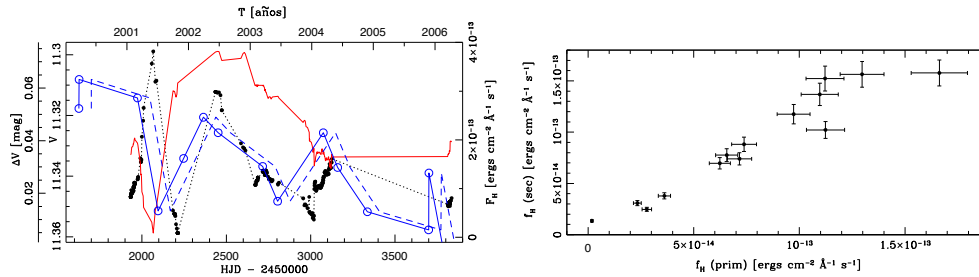 T [años]
2001 2002 2003 2004 2005 2006
ΔV [mag]
0.06 0.04 0.02
V
11.3 11.32 11.34 11.36
2000 2500 3000 3500
HJD - 2450000
F_H [ergs cm⁻² Å⁻¹ s⁻¹]
0 2×10⁻¹³ 4×10⁻¹³
f_H (sec) [ergs cm⁻² Å⁻¹ s⁻¹]
0 5×10⁻¹⁴ 10⁻¹³ 1.5×10⁻¹³
5×10⁻¹⁴ 10⁻¹³ 1.5×10⁻¹³
f_H (prim) [ergs cm⁻² Å⁻¹ s⁻¹]